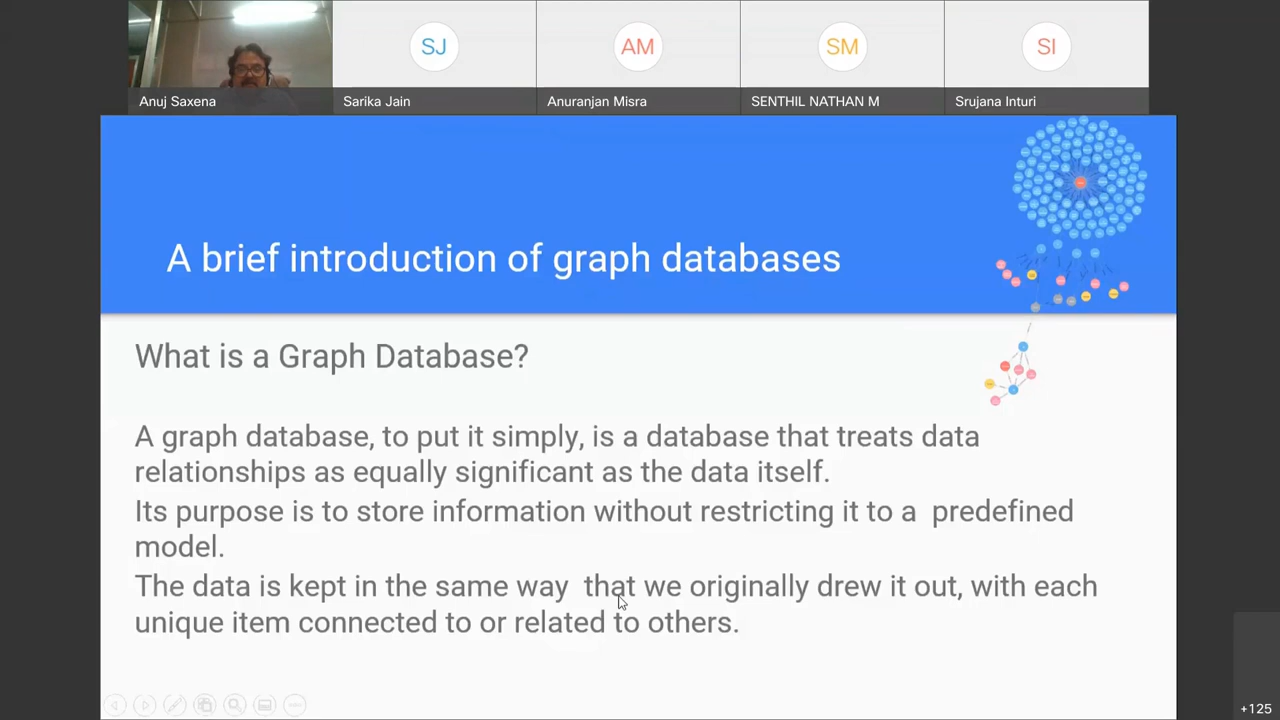 SJ
AM
SM
SI
Anuj Saxena
Sarika Jain
Anuranjan Misra
SENTHIL NATHAN M
Srujana Inturi
A brief introduction of graph databases
What is a Graph Database?
A graph database, to put it simply, is a database that treats data
relationships as equally significant as the data itself.
Its purpose is to store information without restricting it to a predefined
model.
The data is kept in the same way that we originally drew it out, with each
unique item connected to or related to others.
+125